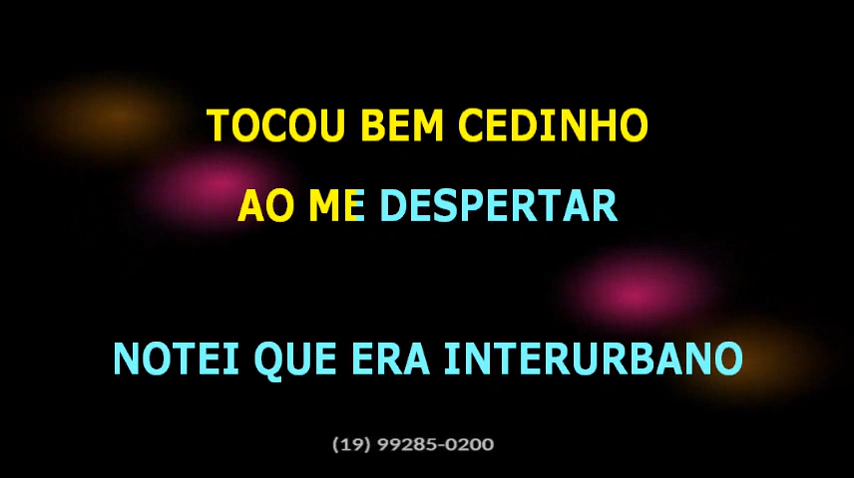 TOCOU BEM CEDINHO
AO ME DESPERTAR
NOTEI QUE ERA INTERURBANO
(19) 99285-0200